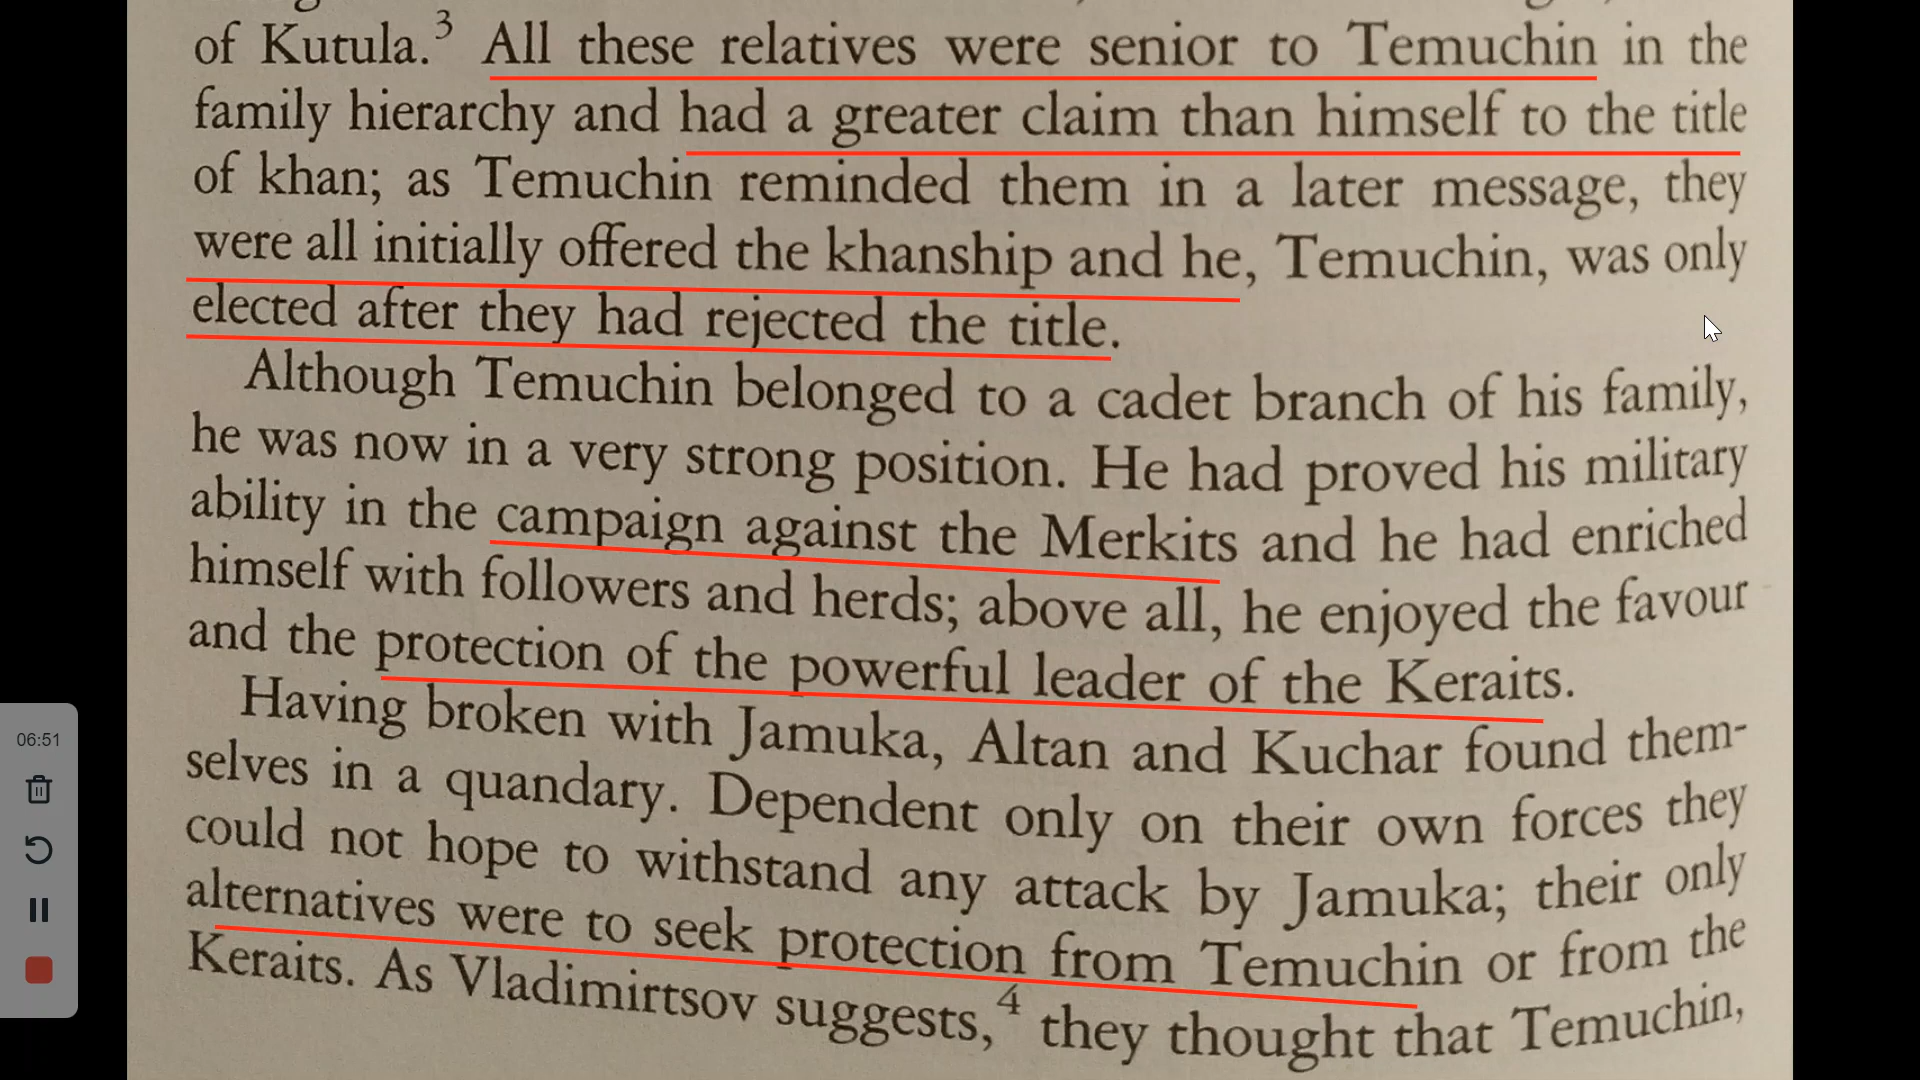 of Kutula.³ All these relatives were senior to Temuchin in the
family hierarchy and had a greater claim than himself to the title
of khan; as Temuchin reminded them in a later message, they
were all initially offered the khanship and he, Temuchin, was only
elected after they had rejected the title.
Although Temuchin belonged to a cadet branch of his family,
he was now in a very strong position. He had proved his military
ability in the campaign against the Merkits and he had enriched
himself with followers and herds; above all, he enjoyed the favour
and the protection of the powerful leader of the Keraits.
Having broken with Jamuka, Altan and Kuchar found them-
selves in a quandary. Dependent only on their own forces they
could not hope to withstand any attack by Jamuka; their only
alternatives were to seek protection from Temuchin or from the
Keraits. As Vladimirtsov suggests,⁴ they thought that Temuchin,
06:51